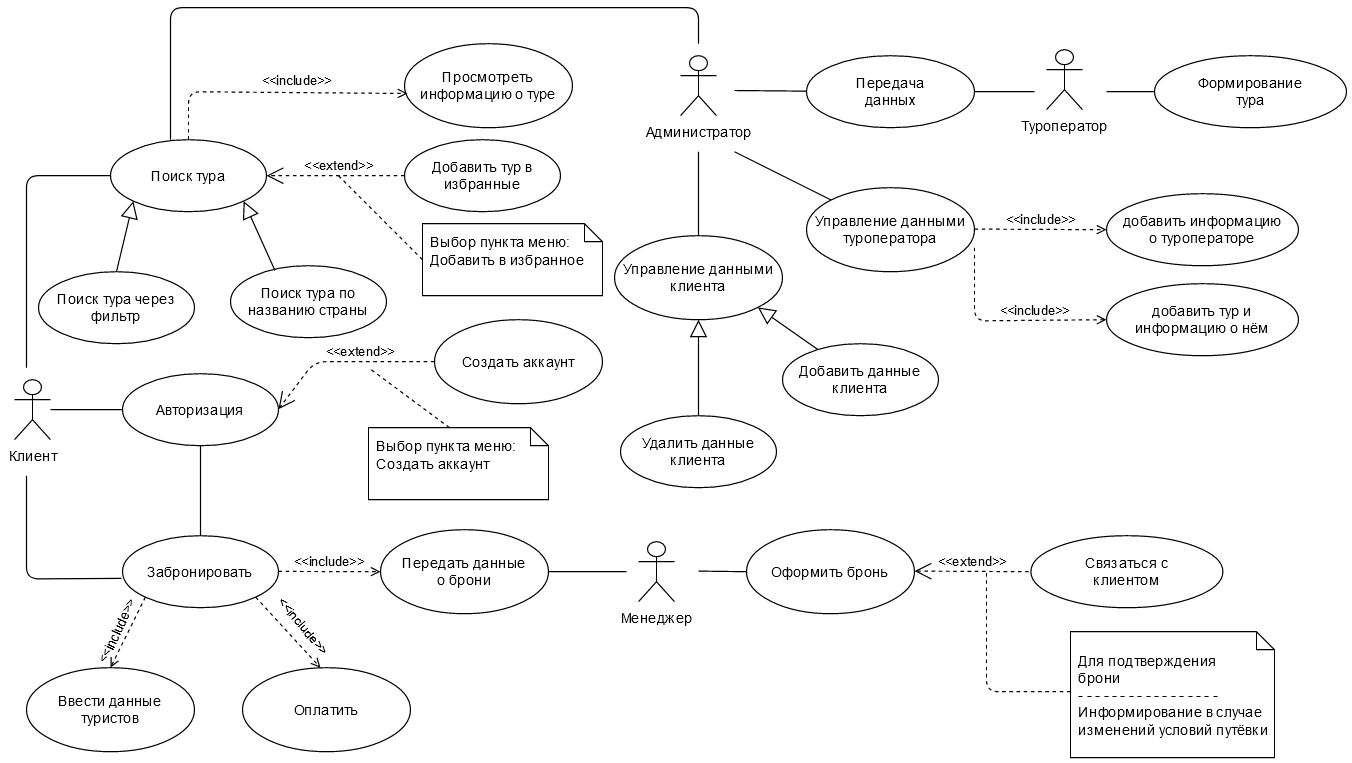 <<include>>
Просмотреть
информацию о туре
Администратор
Передача
данных
Туроператор
Формирование
тура
Поиск тура
<<extend>>
Добавить тур в
избранные
Выбор пункта меню:
Добавить в избранное
Управление данными
туроператора
<<include>>
добавить информацию
о туроператоре
<<include>>
добавить тур и
информацию о нём
Поиск тура через
фильтр
Поиск тура по
названию страны
Управление данными
клиента
Добавить данные
клиента
Удалить данные
клиента
Клиент
Авторизация
<<extend>>
Создать аккаунт
Выбор пункта меню:
Создать аккаунт
Забронировать
<<include>>
Передать данные
о брони
Менеджер
Оформить бронь
<<extend>>
Связаться с
клиентом
<<include>>
<<include>>
Ввести данные
туристов
Оплатить
Для подтверждения
брони
Информирование в случае
изменений условий путёвки